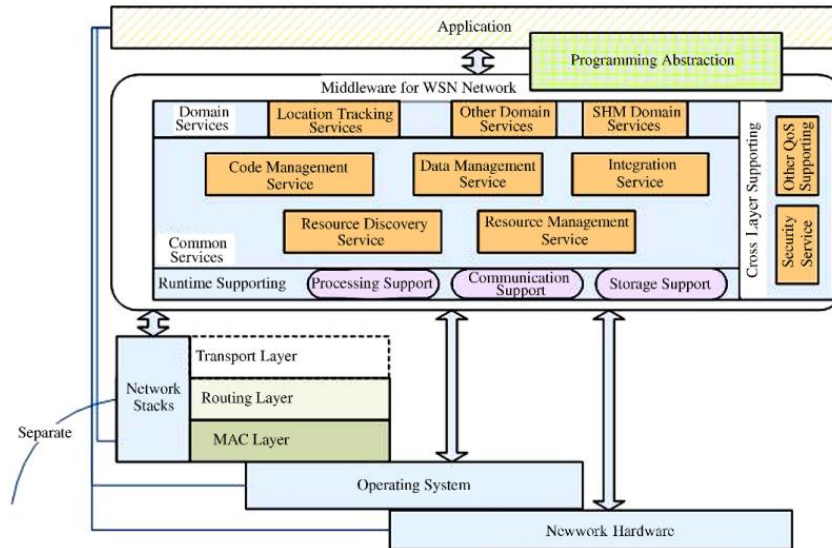 Application
Programming Abstraction
Middleware for WSN Network
Domain
Services
Location Tracking
Services
Other Domain
Services
SHM Domain
Services
Code Management
Service
Data Management
Service
Integration
Service
Resource Discovery
Service
Resource Management
Service
Common
Services
Runtime Supporting
Processing Support
Communication
Support
Storage Support
Cross Layer Supporting
Other QoS
Supporting
Security
Service
Network
Stacks
Transport Layer
Routing Layer
MAC Layer
Separate
Operating System
Newwork Hardware